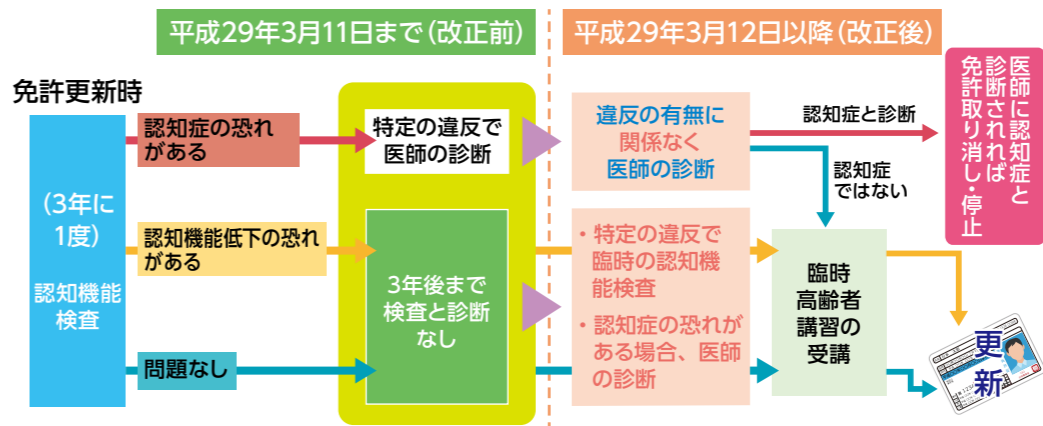 平成29年3月11日まで（改正前）
平成29年3月12日以降（改正後）
免許更新時
（3年に
1度）
認知機能
検査
認知症の恐れ
がある
認知機能低下の恐れ
がある
問題なし
特定の違反で
医師の診断
3年後まで
検査と診断
なし
違反の有無に
関係なく
医師の診断
・特定の違反で
臨時の認知機
能検査
・認知症の恐れが
ある場合、医師
の診断
認知症と診断
認知症
ではない
臨時
高齢者
講習の
受講
医師に認知症と
診断されれば
免許取り消し・停止
更新